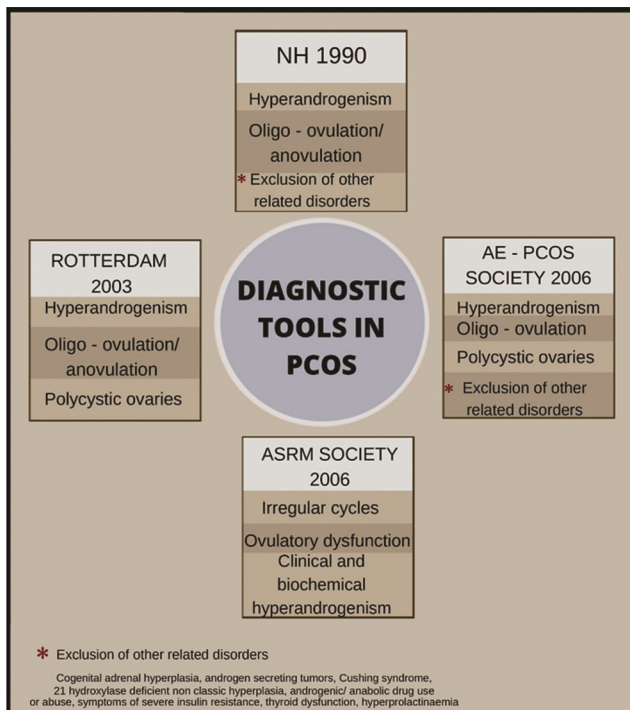 NH 1990
Hyperandrogenism
Oligo - ovulation/
anovulation
* Exclusion of other
related disorders
ROTTERDAM
2003
Hyperandrogenism
Oligo - ovulation/
anovulation
Polycystic ovaries
DIAGNOSTIC
TOOLS IN
PCOS
AE - PCOS
SOCIETY 2006
Hyperandrogenism
Oligo - ovulation
Polycystic ovaries
* Exclusion of other
related disorders
ASRM SOCIETY
2006
Irregular cycles
Ovulatory dysfunction
Clinical and
biochemical
hyperandrogenism
* Exclusion of other related disorders
Cogenital adrenal hyperplasia, androgen secreting tumors, Cushing syndrome,
21 hydroxylase deficient non classic hyperplasia, androgenic/ anabolic drug use
or abuse, symptoms of severe insulin resistance, thyroid dysfunction, hyperprolactinaemia